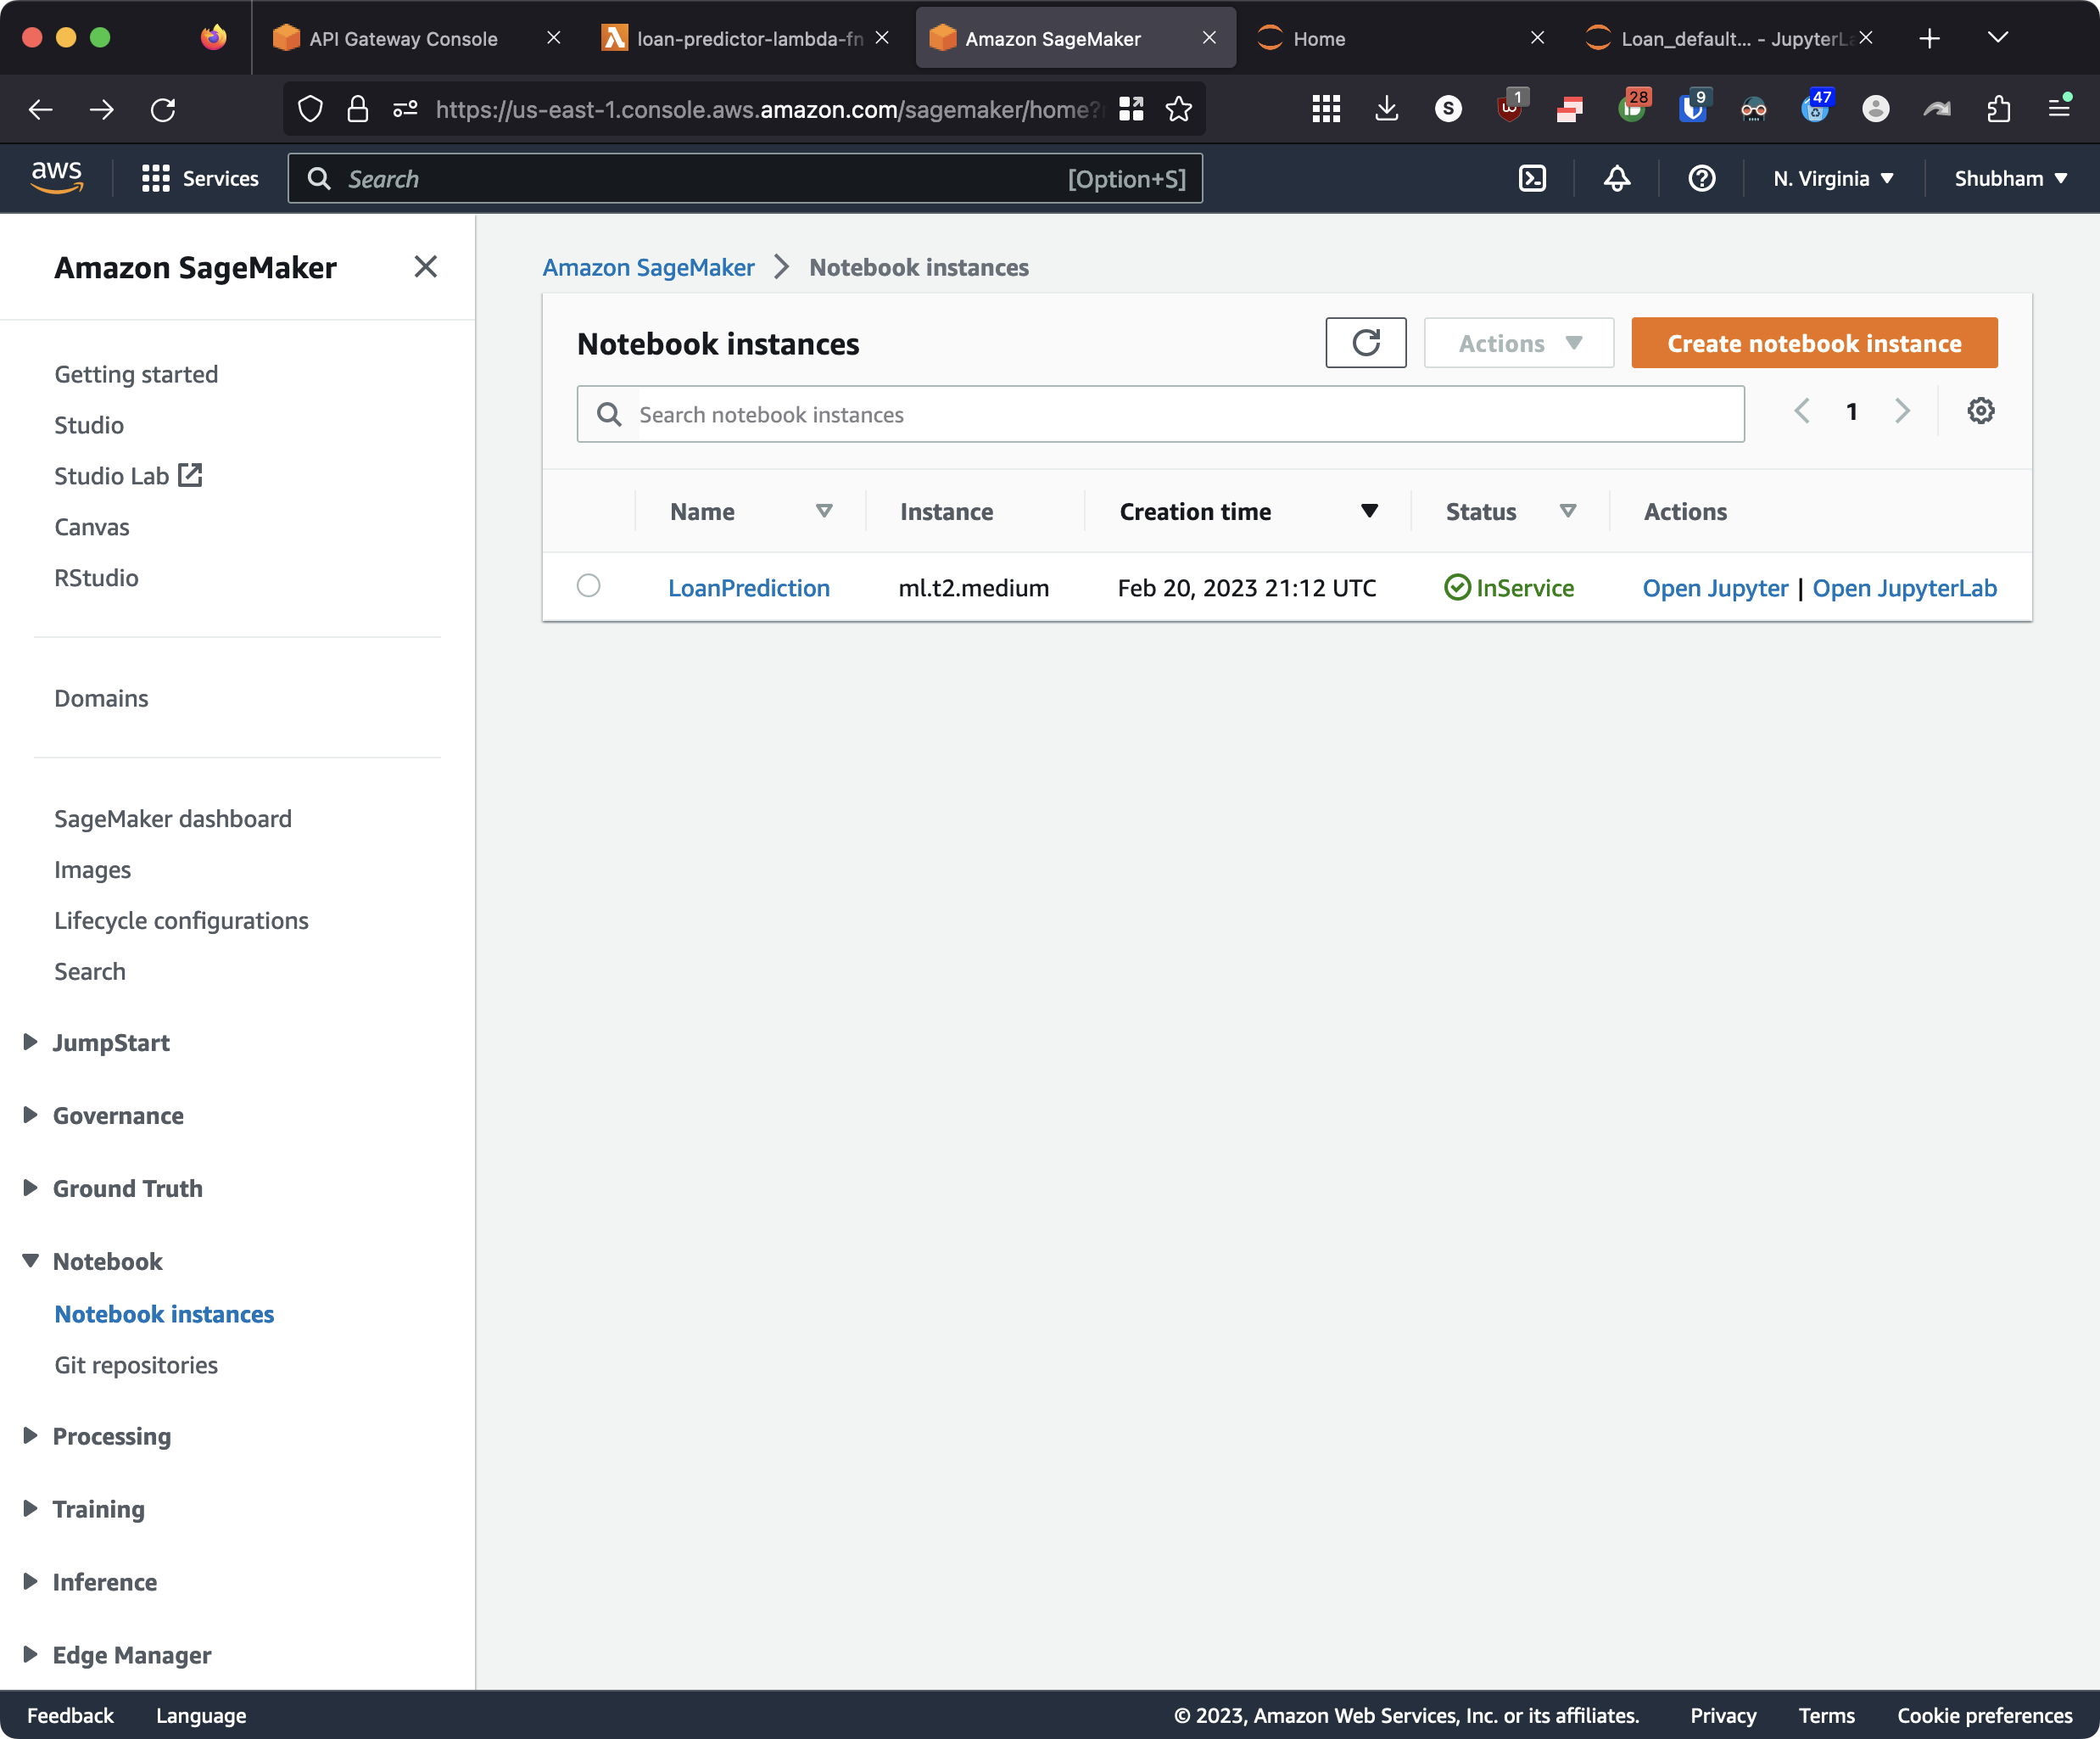 API Gateway Console
loan-predictor-lambda-fn
Amazon SageMaker
Home
Loan_default... - JupyterLa
https://us-east-1.console.aws.amazon.com/sagemaker/home?
S
1
28
9
47
aws
Services
Search
[Option+S]
N. Virginia
Shubham
Amazon SageMaker
Getting started
Studio
Studio Lab
Canvas
RStudio
Domains
SageMaker dashboard
Images
Lifecycle configurations
Search
JumpStart
Governance
Ground Truth
Notebook
Notebook instances
Git repositories
Processing
Training
Inference
Edge Manager
Amazon SageMaker > Notebook instances
Notebook instances
Actions
Create notebook instance
Search notebook instances
1
Name Instance Creation time Status Actions
LoanPrediction ml.t2.medium Feb 20, 2023 21:12 UTC InService Open Jupyter | Open JupyterLab
Feedback Language © 2023, Amazon Web Services, Inc. or its affiliates. Privacy Terms Cookie preferences